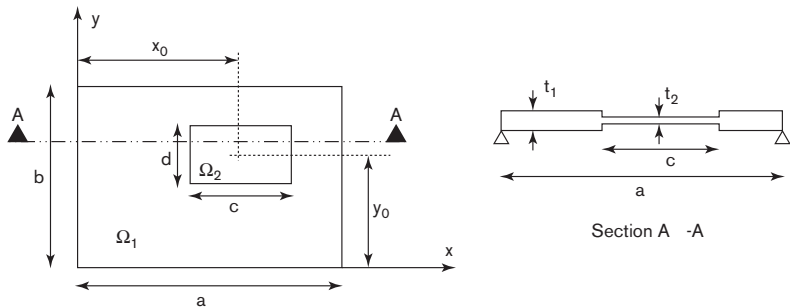 y
x₀
A
A
t₁
t₂
b
d
Ω₂
c
c
y₀
a
Ω₁
Section A -A
x
a